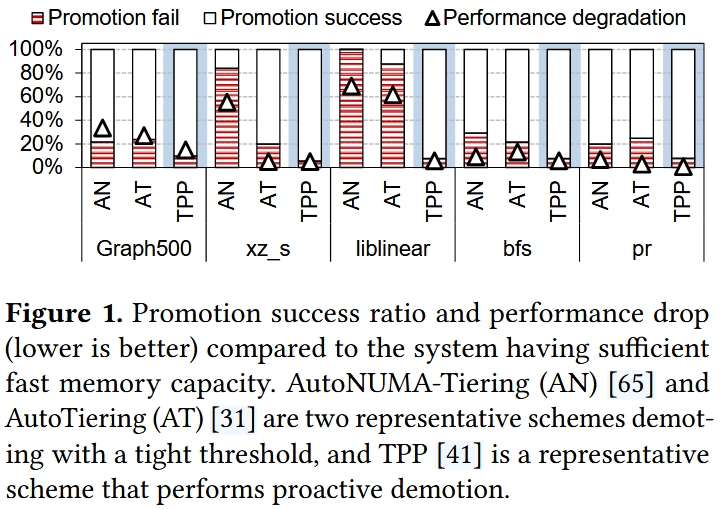 Promotion fail Promotion success Performance degradation
100%
80%
60%
40%
20%
0%
AN AT TPP AN AT TPP AN AT TPP AN AT TPP AN AT TPP
Graph500 xz_s liblinear bfs pr
Figure 1. Promotion success ratio and performance drop
(lower is better) compared to the system having sufficient
fast memory capacity. AutoNUMA-Tiering (AN) [65] and
AutoTiering (AT) [31] are two representative schemes demot-
ing with a tight threshold, and TPP [41] is a representative
scheme that performs proactive demotion.